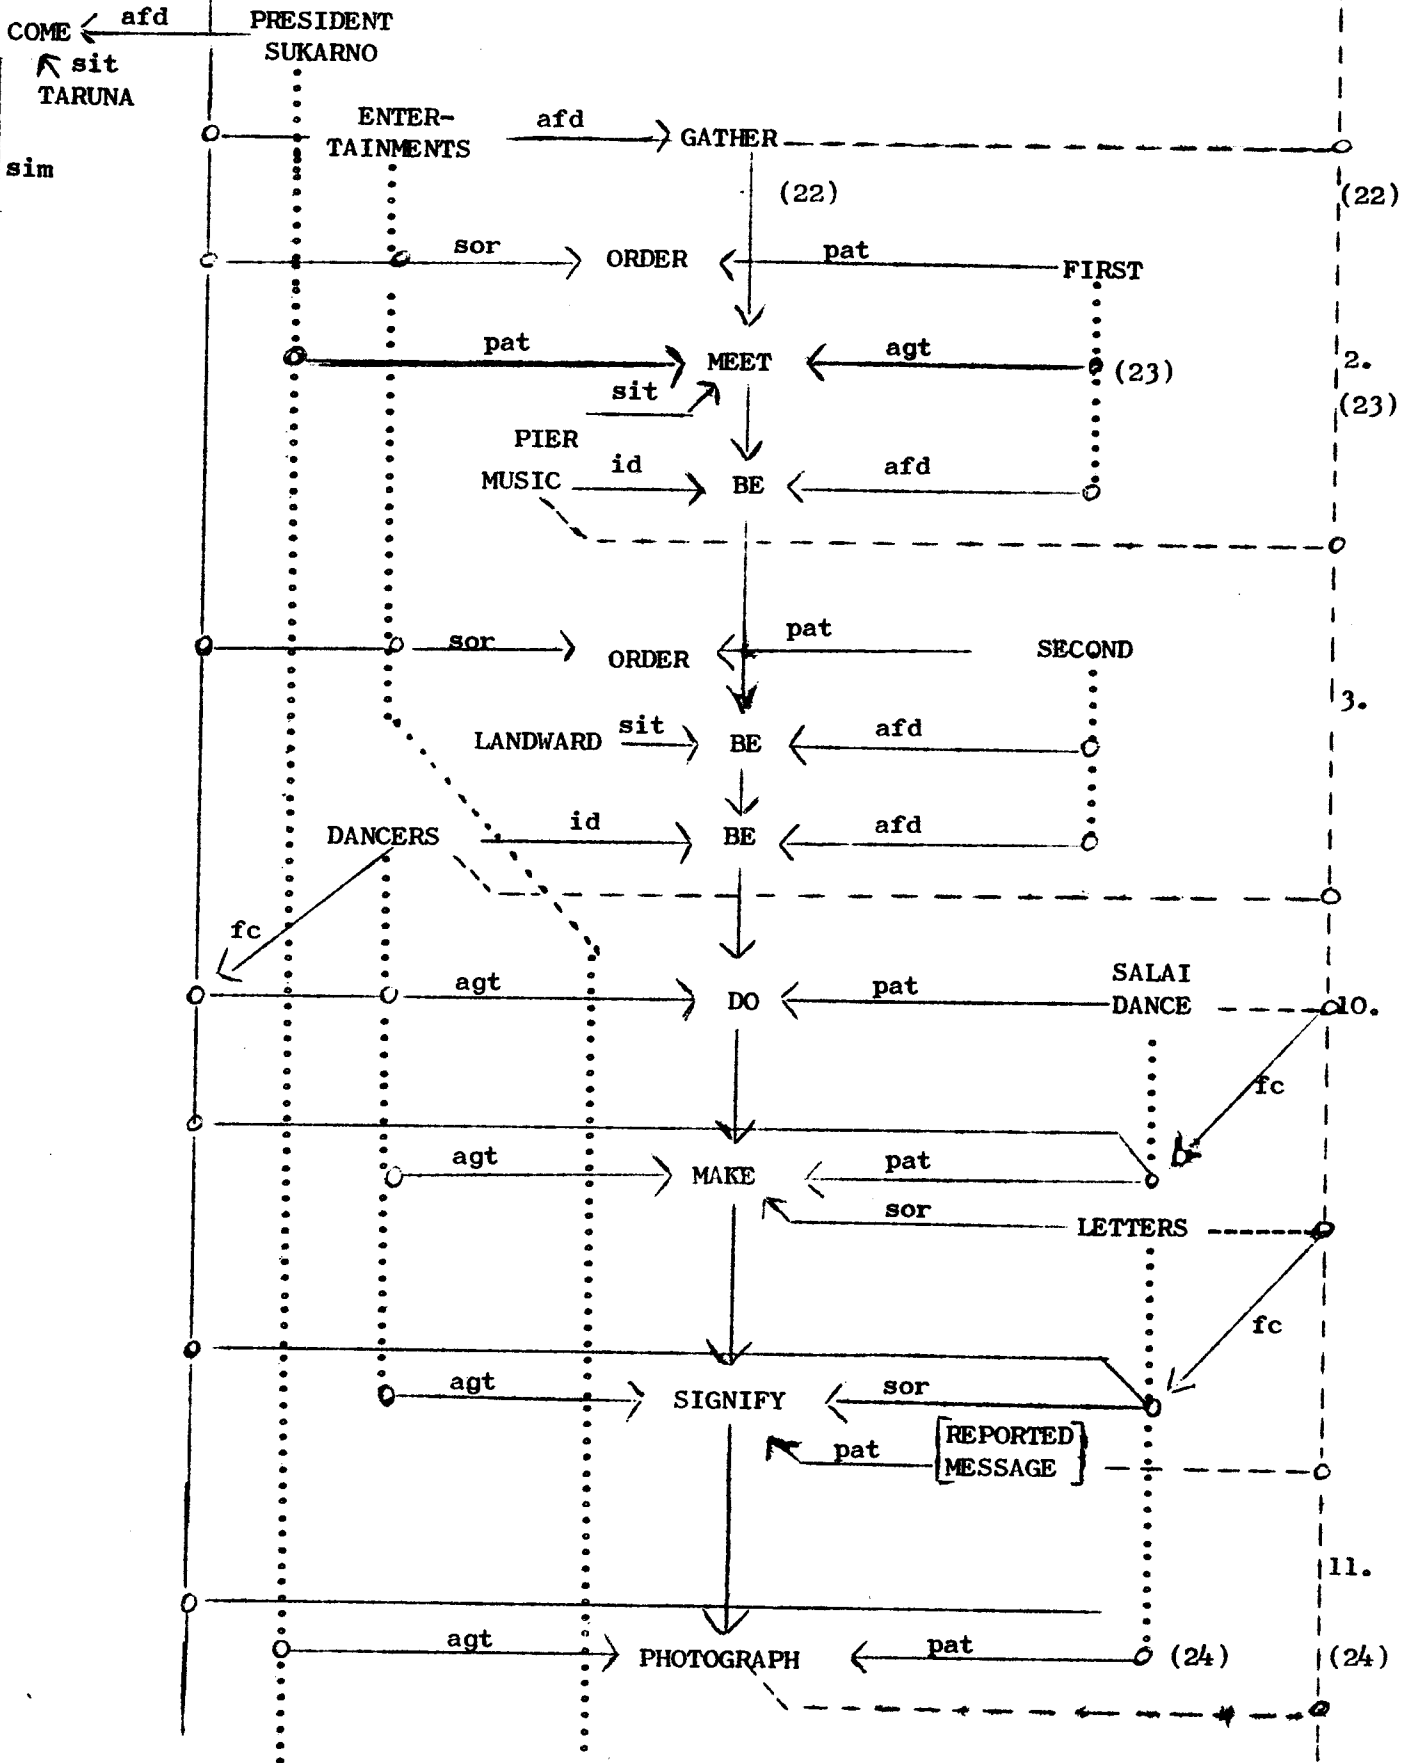 COME afd PRESIDENT
SUKARNO
sit
TARUNA
ENTER- afd GATHER
TAINMENTS
sim
(22) (22)
sor ORDER pat FIRST
pat MEET agt (23) 2.
sit (23)
PIER
MUSIC id BE afd
sor ORDER pat SECOND
3.
LANDWARD sit BE afd
DANCERS id BE afd
fc
agt DO pat SALAI
DANCE 10.
fc
agt MAKE pat
sor LETTERS
fc
agt SIGNIFY sor
pat [REPORTED
MESSAGE]
11.
agt PHOTOGRAPH pat (24) (24)